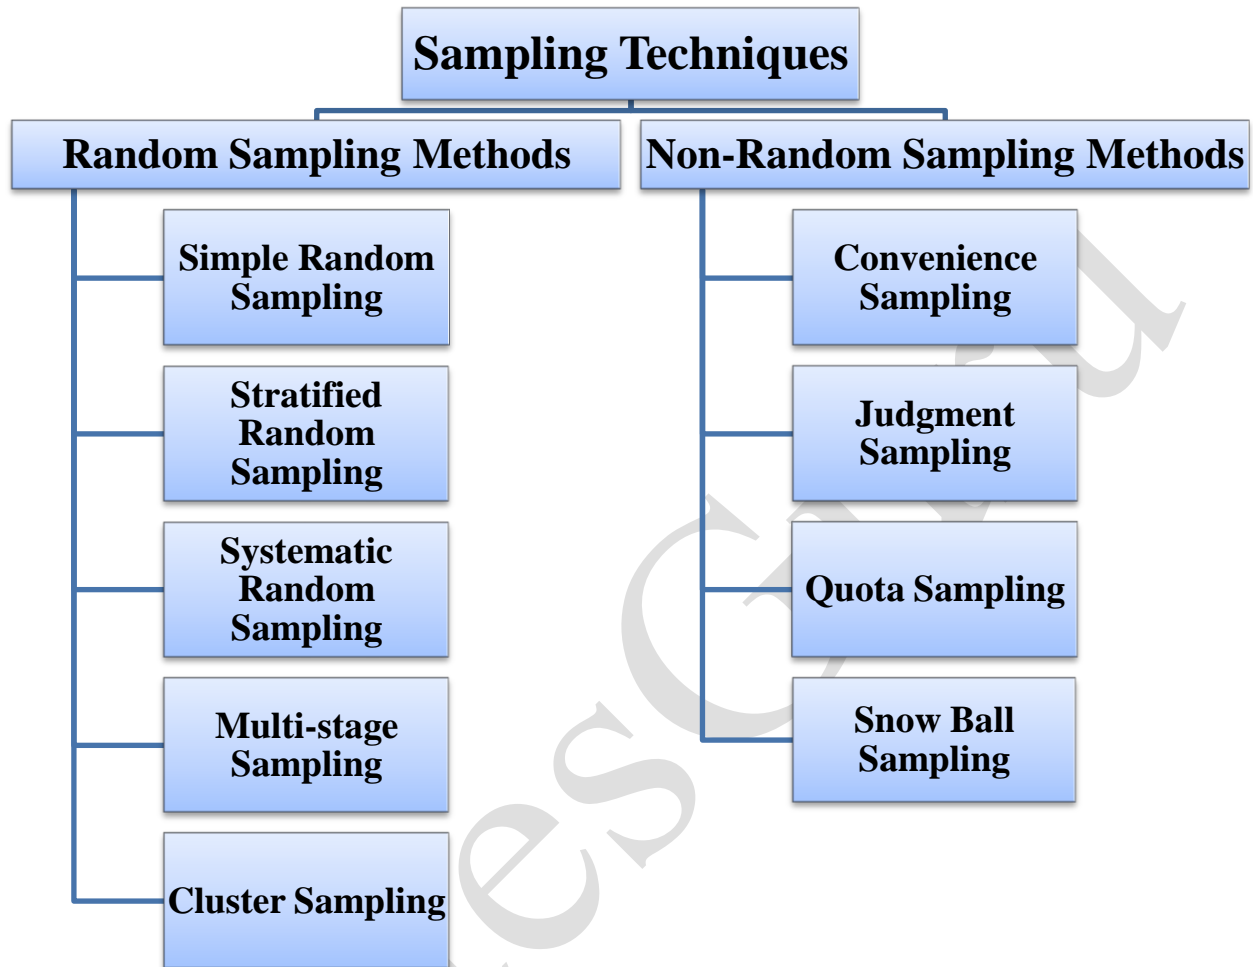 Sampling Techniques
Random Sampling Methods
Simple Random
Sampling
Stratified
Random
Sampling
Systematic
Random
Sampling
Multi-stage
Sampling
Cluster Sampling
Non-Random Sampling Methods
Convenience
Sampling
Judgment
Sampling
Quota Sampling
Snow Ball
Sampling